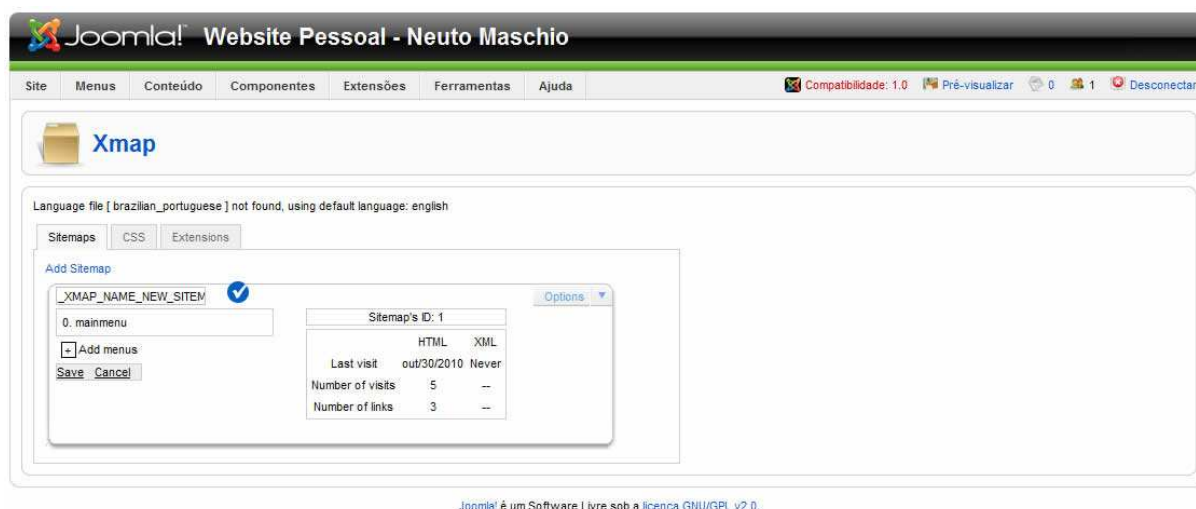 Joomla! Website Pessoal - Neuto Maschio
Site Menus Conteúdo Componentes Extensões Ferramentas Ajuda Compatibilidade: 1.0 Pré-visualizar 0 1 Desconectar
Xmap
Language file [ brazilian_portuguese ] not found, using default language: english
Sitemaps CSS Extensions
Add Sitemap
_XMAP_NAME_NEW_SITEM Options
0. mainmenu
+ Add menus
Save Cancel
Sitemap's ID: 1
HTML XML
Last visit out/30/2010 Never
Number of visits 5 --
Number of links 3 --
Joomla! é um Software Livre sob a licença GNU/GPL v2.0.